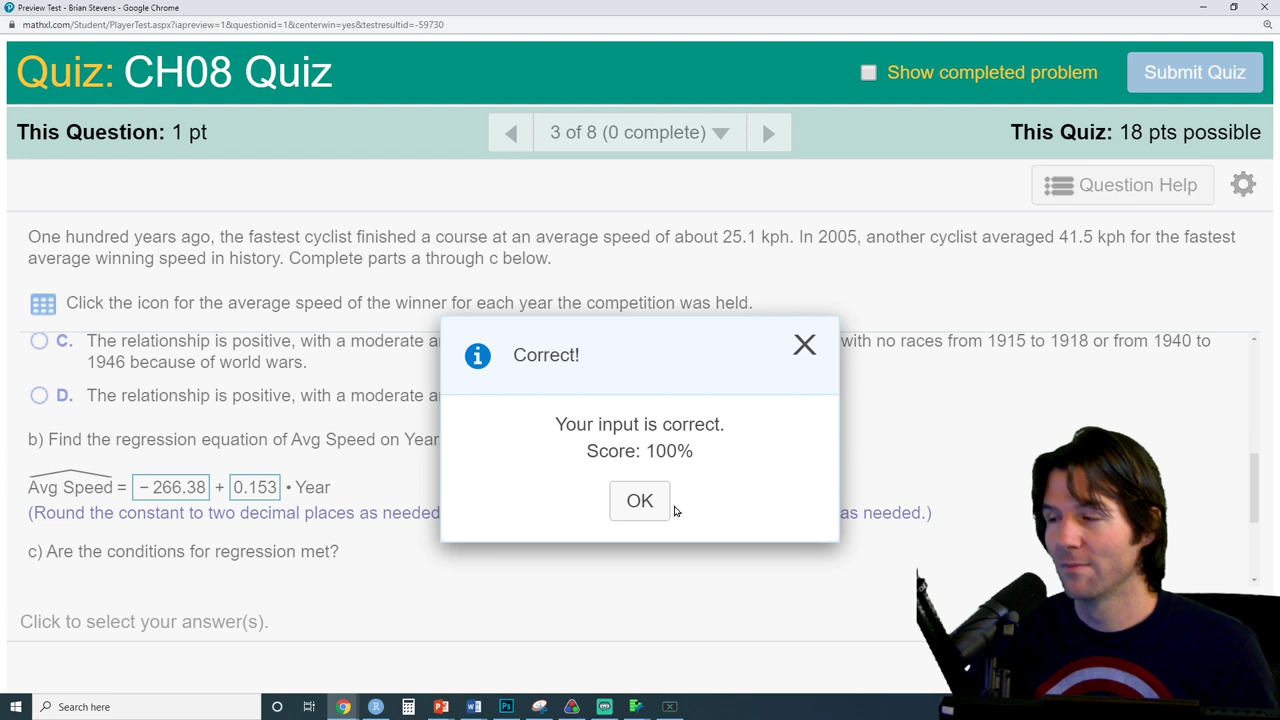 Preview Test - Brian Stevens - Google Chrome
mathxl.com/Student/PlayerTest.aspx?iapreview=1&questionid=1&centerwin=yes&testresultid=-59730
Quiz: CH08 Quiz
Show completed problem
Submit Quiz
This Question: 1 pt
3 of 8 (0 complete)
This Quiz: 18 pts possible
Question Help
One hundred years ago, the fastest cyclist finished a course at an average speed of about 25.1 kph. In 2005, another cyclist averaged 41.5 kph for the fastest
average winning speed in history. Complete parts a through c below.
Click the icon for the average speed of the winner for each year the competition was held.
C. The relationship is positive, with a moderate a with no races from 1915 to 1918 or from 1940 to
1946 because of world wars.
D. The relationship is positive, with a moderate a
b) Find the regression equation of Avg Speed on Year
Avg Speed = - 266.38 + 0.153 • Year
(Round the constant to two decimal places as needed as needed.)
c) Are the conditions for regression met?
Click to select your answer(s).
Correct!
Your input is correct.
Score: 100%
OK
Search here